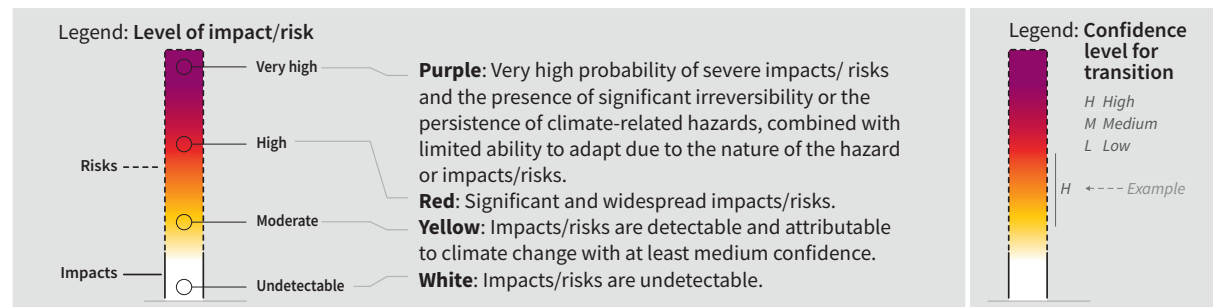 Legend: Level of impact/risk
Very high
High
Risks
Moderate
Impacts
Undetectable
Purple: Very high probability of severe impacts/ risks
and the presence of significant irreversibility or the
persistence of climate-related hazards, combined with
limited ability to adapt due to the nature of the hazard
or impacts/risks.
Red: Significant and widespread impacts/risks.
Yellow: Impacts/risks are detectable and attributable
to climate change with at least medium confidence.
White: Impacts/risks are undetectable.
Legend: Confidence
level for
transition
H High
M Medium
L Low
H Example